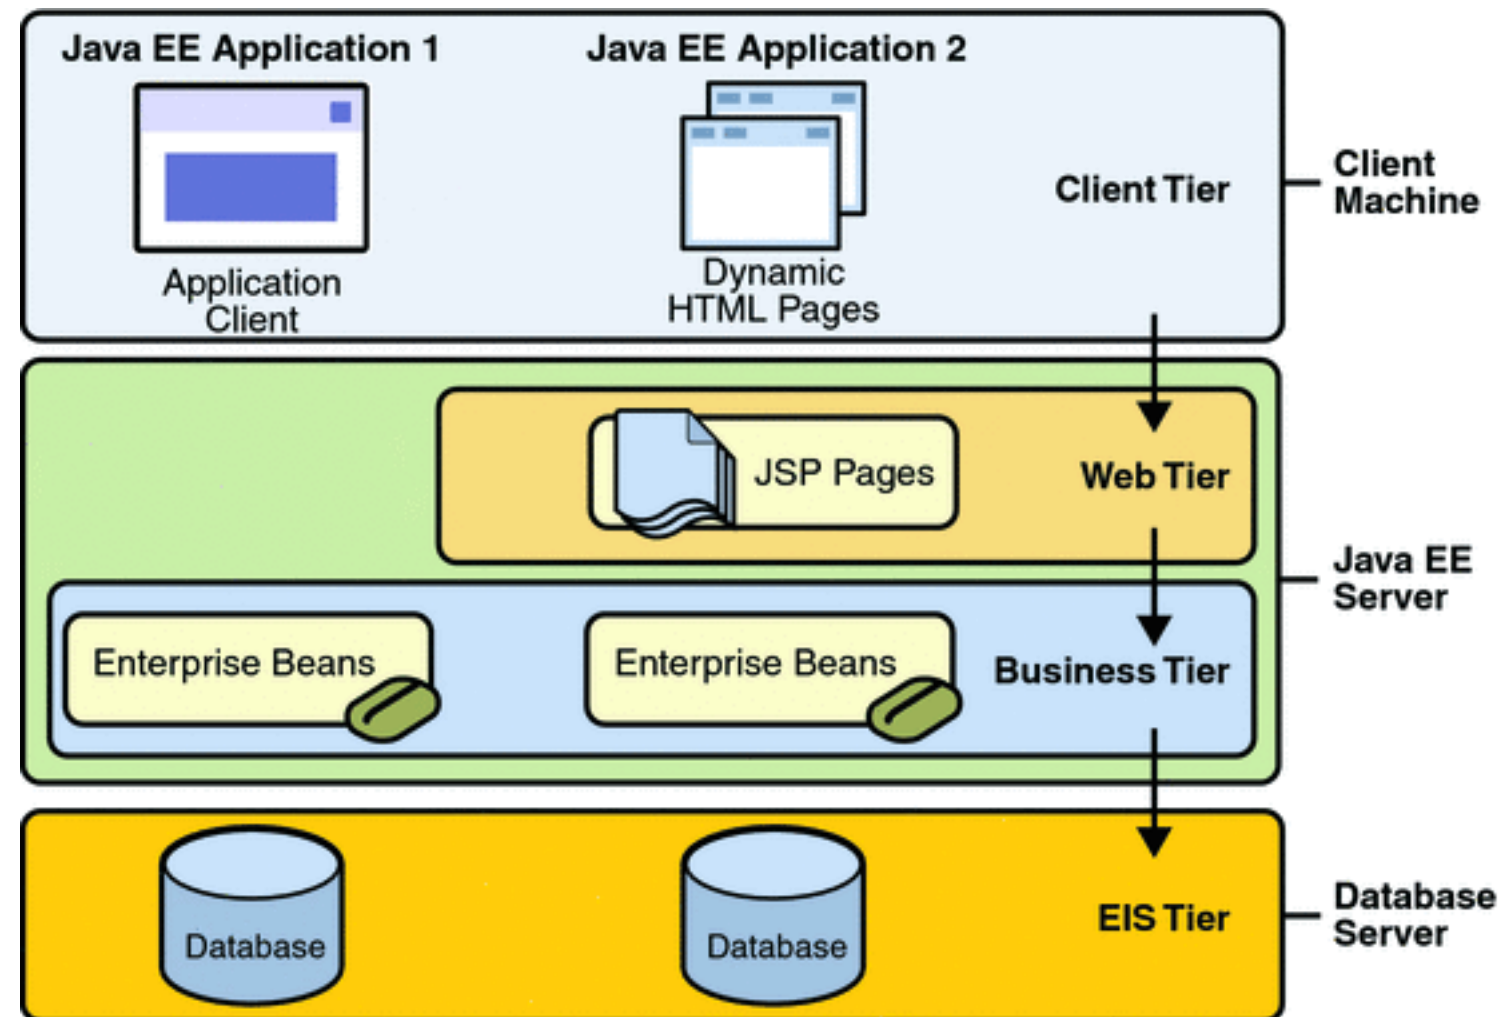 Java EE Application 1
Java EE Application 2
Application
Client
Dynamic
HTML Pages
Client Tier
Client
Machine
JSP Pages
Web Tier
Java EE
Server
Enterprise Beans
Enterprise Beans
Business Tier
Database
Database
EIS Tier
Database
Server